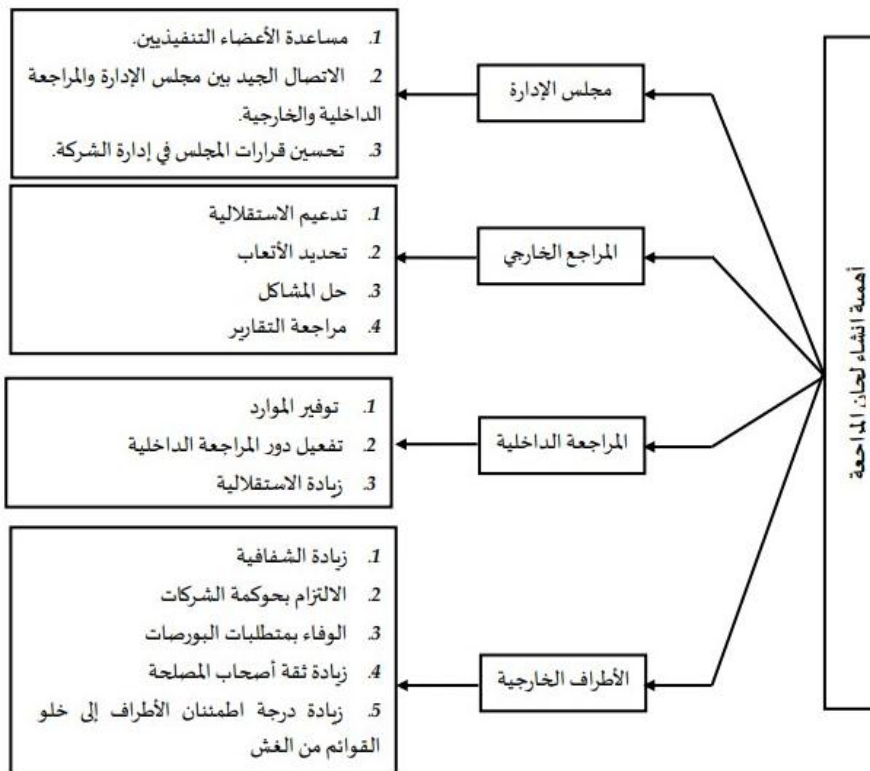 أهمية انشاء لجان المراجعة
مجلس الإدارة
1. مساعدة الأعضاء التنفيذيين.
2. الاتصال الجيد بين مجلس الإدارة والمراجعة
الداخلية والخارجية.
3. تحسين قرارات المجلس في إدارة الشركة.
المراجع الخارجي
1. تدعيم الاستقلالية
2. تحديد الأتعاب
3. حل المشاكل
4. مراجعة التقارير
المراجعة الداخلية
1. توفير الموارد
2. تفعيل دور المراجعة الداخلية
3. زيادة الاستقلالية
الأطراف الخارجية
1. زيادة الشفافية
2. الالتزام بحوكمة الشركات
3. الوفاء بمتطلبات البورصات
4. زيادة ثقة أصحاب المصلحة
5. زيادة درجة اطمئنان الأطراف إلى خلو
القوائم من الغش